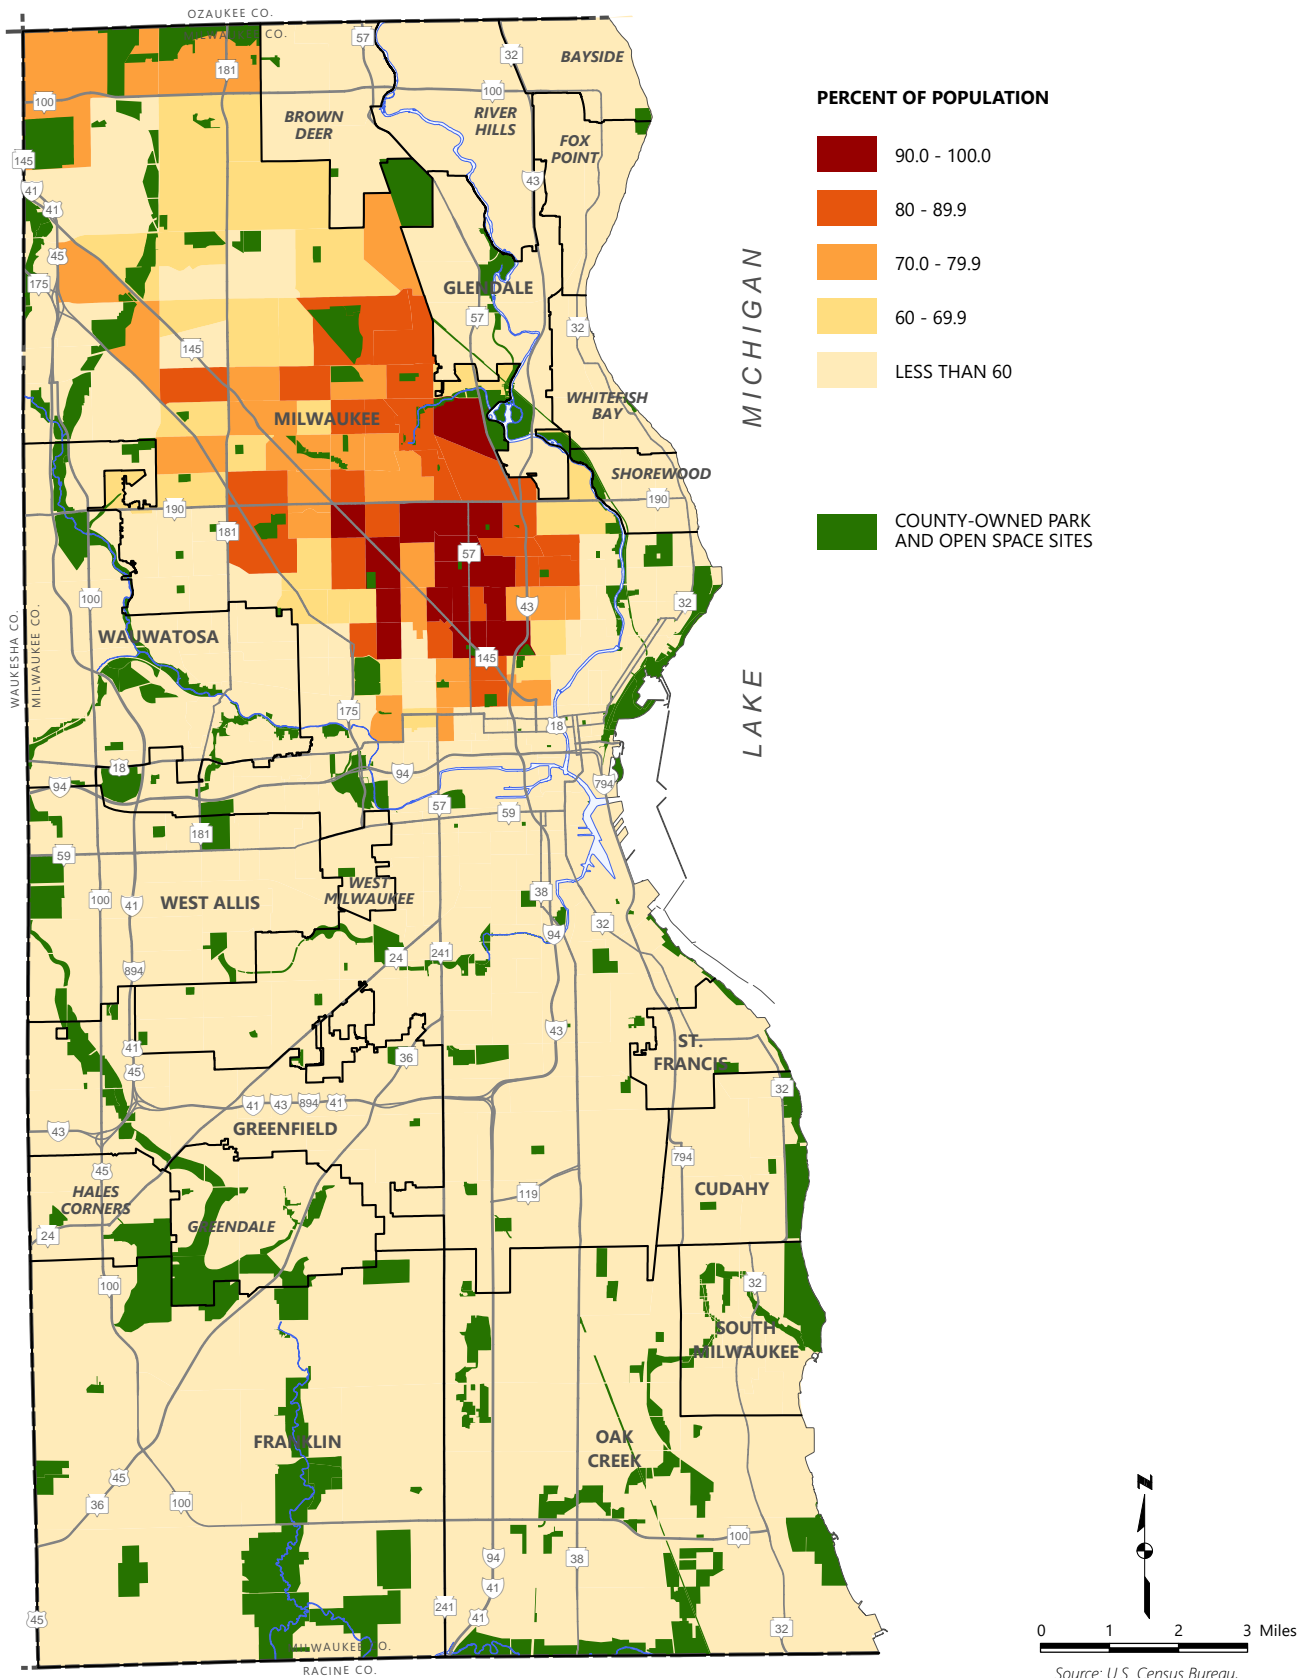 OZAUKEE CO.
CO.
57
32
BAYSIDE
181
100
100
PERCENT OF POPULATION
BROWN
DEER
RIVER
HILLS
FOX
POINT
90.0 - 100.0
145
41
43
41
80 - 89.9
45
175
GLENDALE
70.0 - 79.9
57
32
60 - 69.9
145
LESS THAN 60
MILWAUKEE
WHITEFISH
BAY
SHOREWOOD
190
190
181
57
COUNTY-OWNED PARK
AND OPEN SPACE SITES
100
43
32
WAUKESHA CO.
MILWAUKEE CO.
WAUWATOSA
145
LAKE MICHIGAN
175
18
18
94
94
794
57
59
181
59
WEST
MILWAUKEE
38
100
41
WEST ALLIS
32
94
24
241
894
43
41
45
36
ST.
FRANCIS
32
41
43
894
41
43
GREENFIELD
45
794
HALES
CORNERS
119
CUDAHY
24
GREENDALE
100
32
SOUTH
MILWAUKEE
FRANKLIN
OAK
CREEK
45
36
100
100
94
38
41
45
241
41
32
MILWAUKEE CO.
RACINE CO.
N
0 1 2 3 Miles
Source: U.S. Census Bureau.